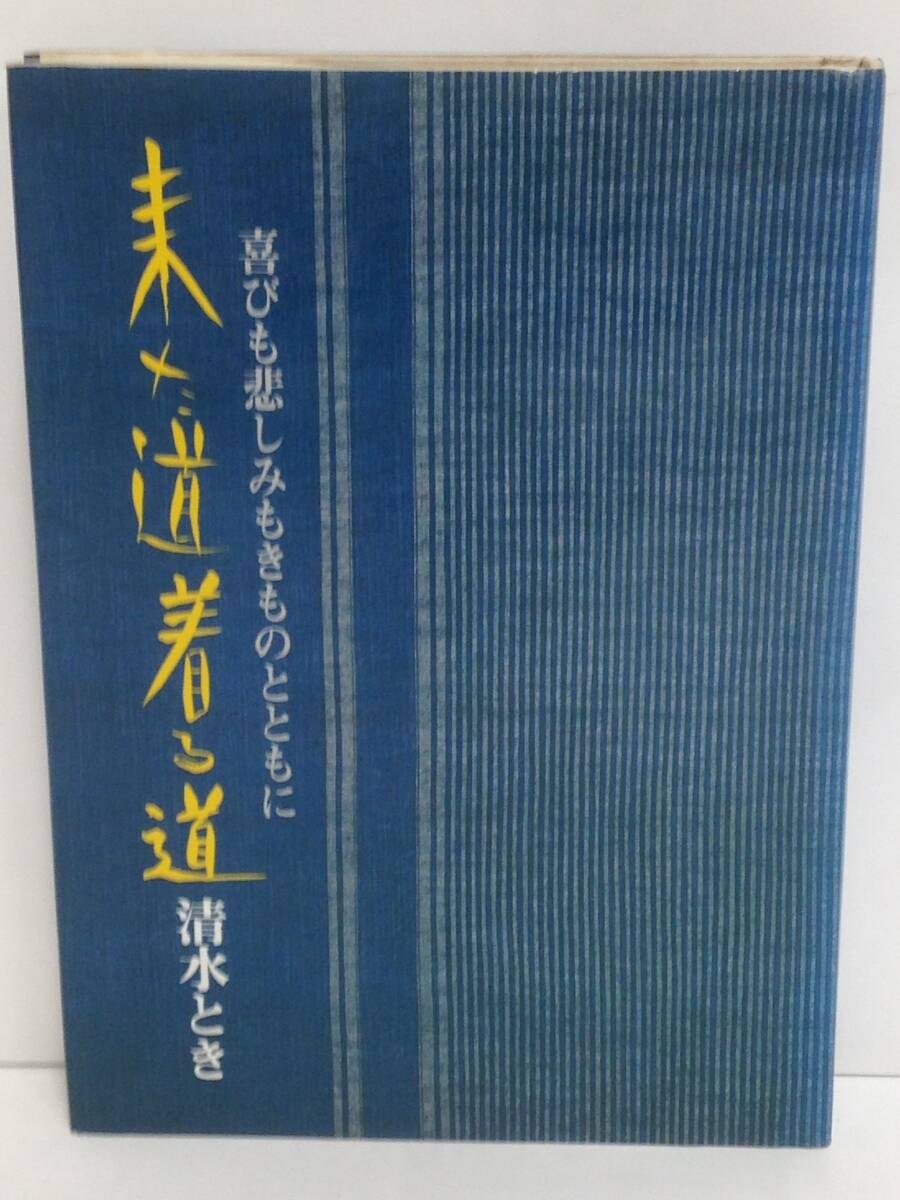 喜びも悲しみもきものとともに
来た道着る道
清水とき